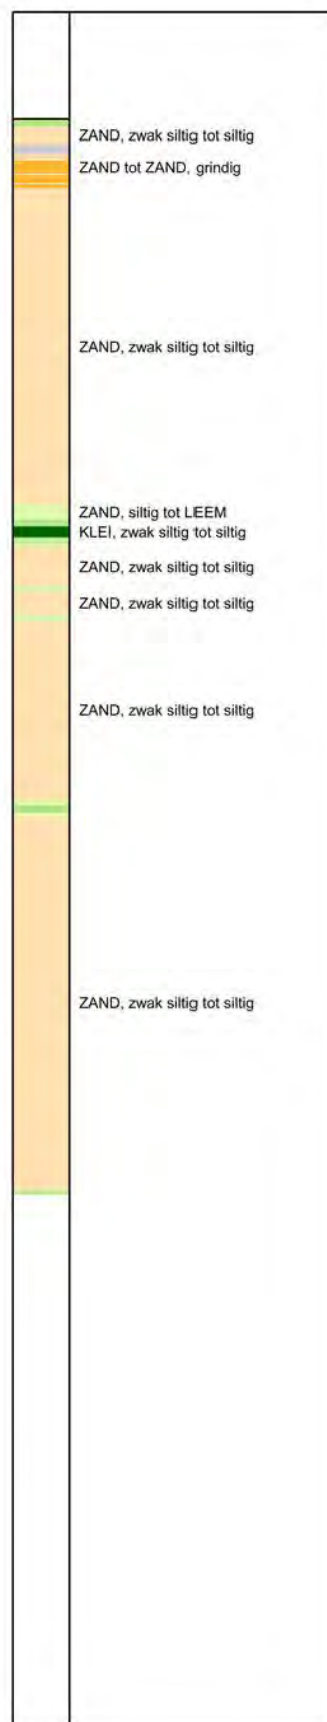 ZAND, zwak siltig tot siltig
ZAND tot ZAND, grindig
ZAND, zwak siltig tot siltig
ZAND, siltig tot LEEM
KLEI, zwak siltig tot siltig
ZAND, zwak siltig tot siltig
ZAND, zwak siltig tot siltig
ZAND, zwak siltig tot siltig
ZAND, zwak siltig tot siltig